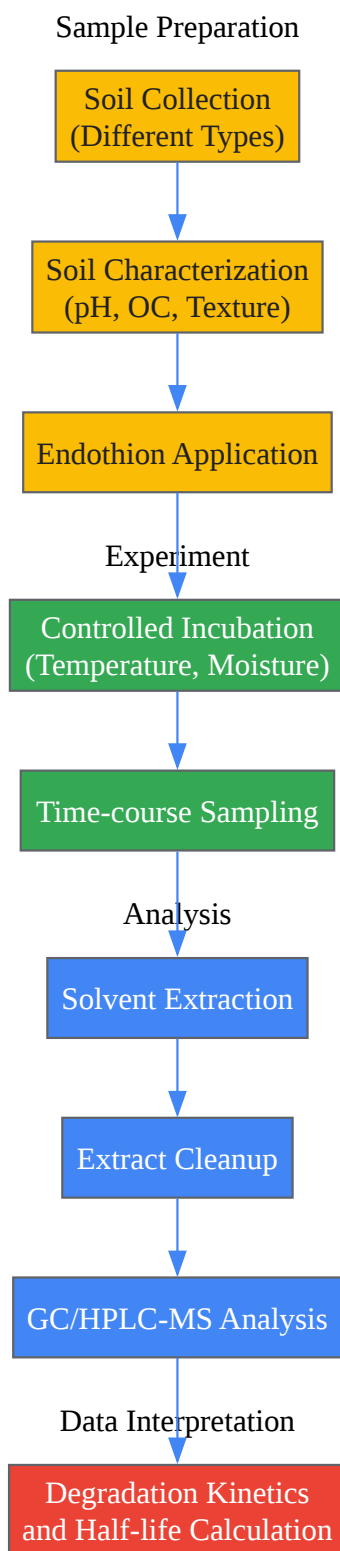 Sample Preparation
Soil Collection
(Different Types)
Soil Characterization
(pH, OC, Texture)
Endothion Application
Experiment
Controlled Incubation
(Temperature, Moisture)
Time-course Sampling
Analysis
Solvent Extraction
Extract Cleanup
GC/HPLC-MS Analysis
Data Interpretation
Degradation Kinetics
and Half-life Calculation